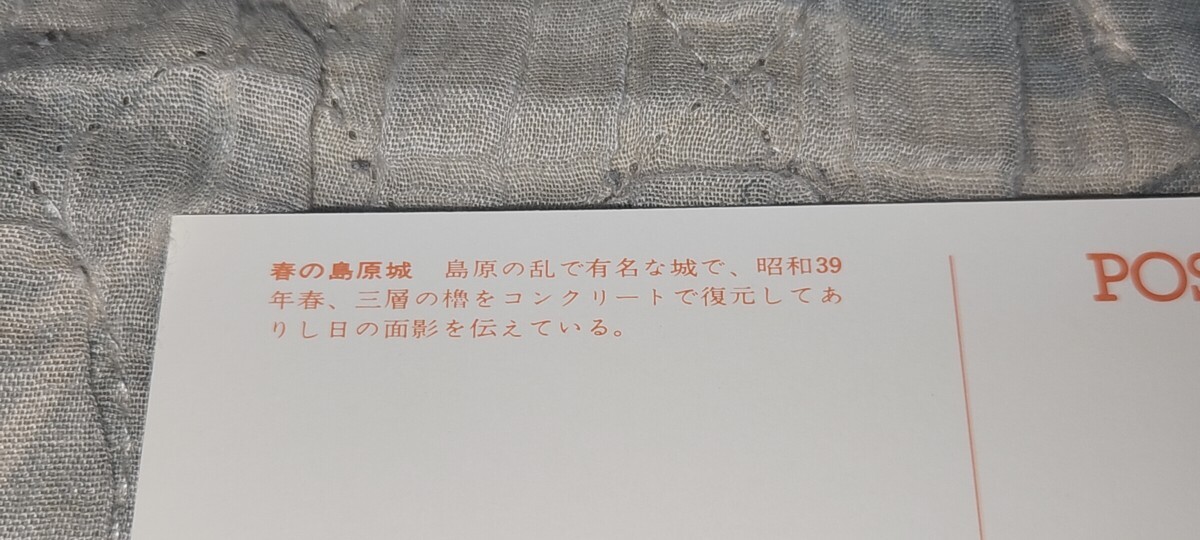 春の島原城　島原の乱で有名な城で、昭和39
年春、三層の櫓をコンクリートで復元してあ
りし日の面影を伝えている。
POS